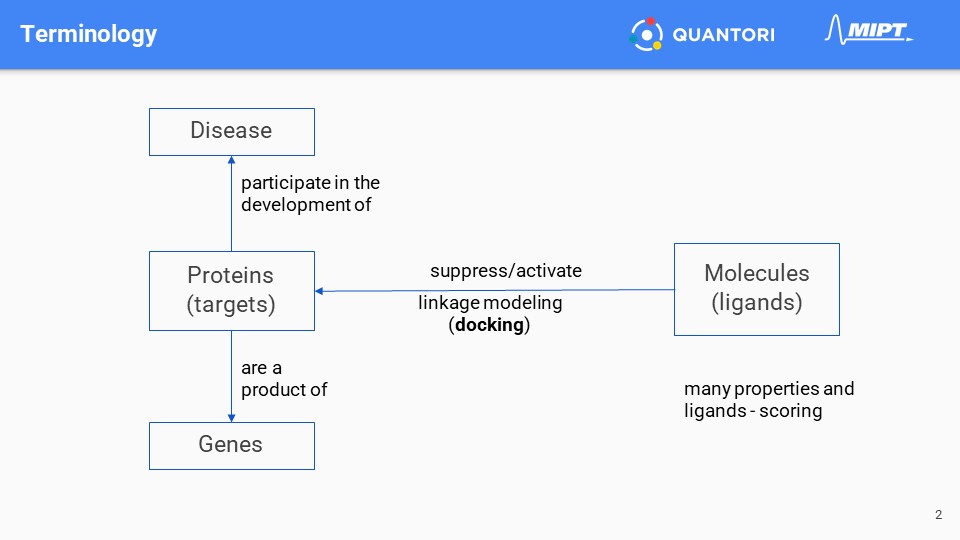 Terminology
QUANTORI
MIPT
Disease
participate in the
development of
Proteins
(targets)
suppress/activate
linkage modeling
(docking)
Molecules
(ligands)
are a
product of
many properties and
ligands - scoring
Genes
2